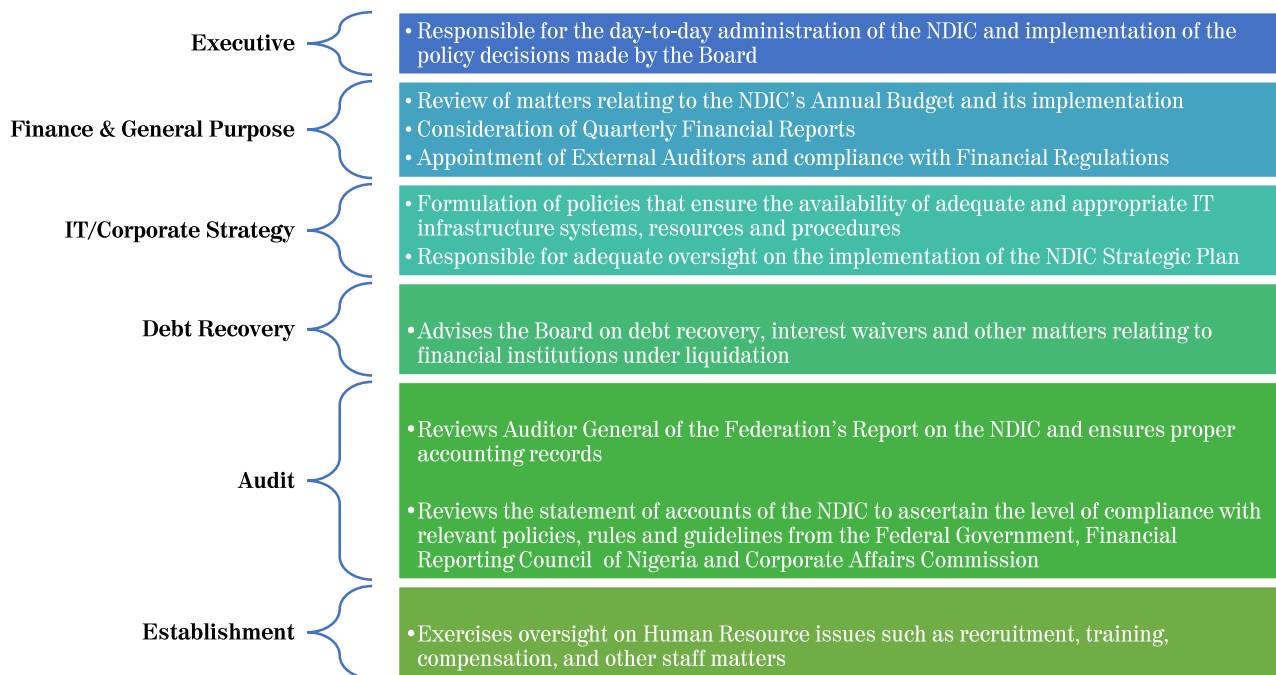 Executive
• Responsible for the day-to-day administration of the NDIC and implementation of the
policy decisions made by the Board
Finance & General Purpose
• Review of matters relating to the NDIC’s Annual Budget and its implementation
• Consideration of Quarterly Financial Reports
• Appointment of External Auditors and compliance with Financial Regulations
IT/Corporate Strategy
• Formulation of policies that ensure the availability of adequate and appropriate IT
infrastructure systems, resources and procedures
• Responsible for adequate oversight on the implementation of the NDIC Strategic Plan
Debt Recovery
• Advises the Board on debt recovery, interest waivers and other matters relating to
financial institutions under liquidation
Audit
• Reviews Auditor General of the Federation’s Report on the NDIC and ensures proper
accounting records
• Reviews the statement of accounts of the NDIC to ascertain the level of compliance with
relevant policies, rules and guidelines from the Federal Government, Financial
Reporting Council of Nigeria and Corporate Affairs Commission
Establishment
• Exercises oversight on Human Resource issues such as recruitment, training,
compensation, and other staff matters